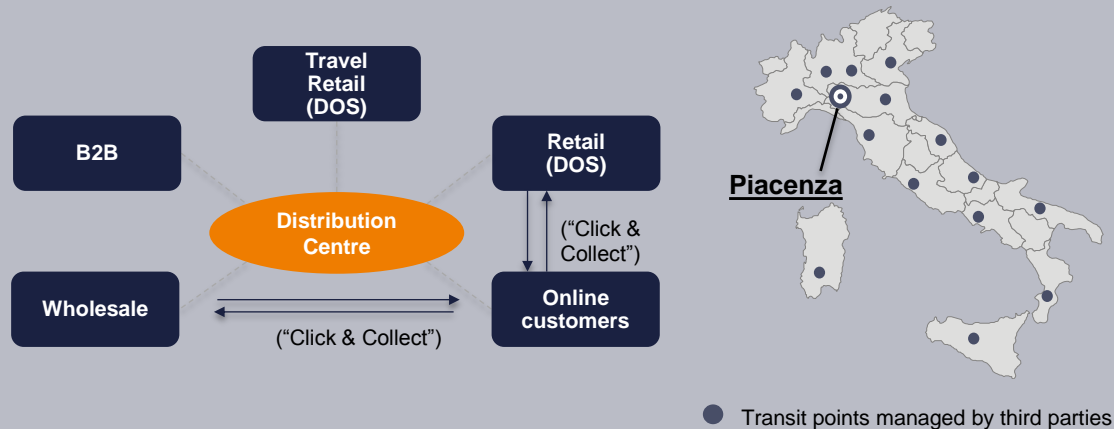 Travel
Retail
(DOS)
B2B
Retail
(DOS)
Distribution
Centre
(“Click &
Collect”)
Wholesale
Online
customers
(“Click & Collect”)
Piacenza
Transit points managed by third parties